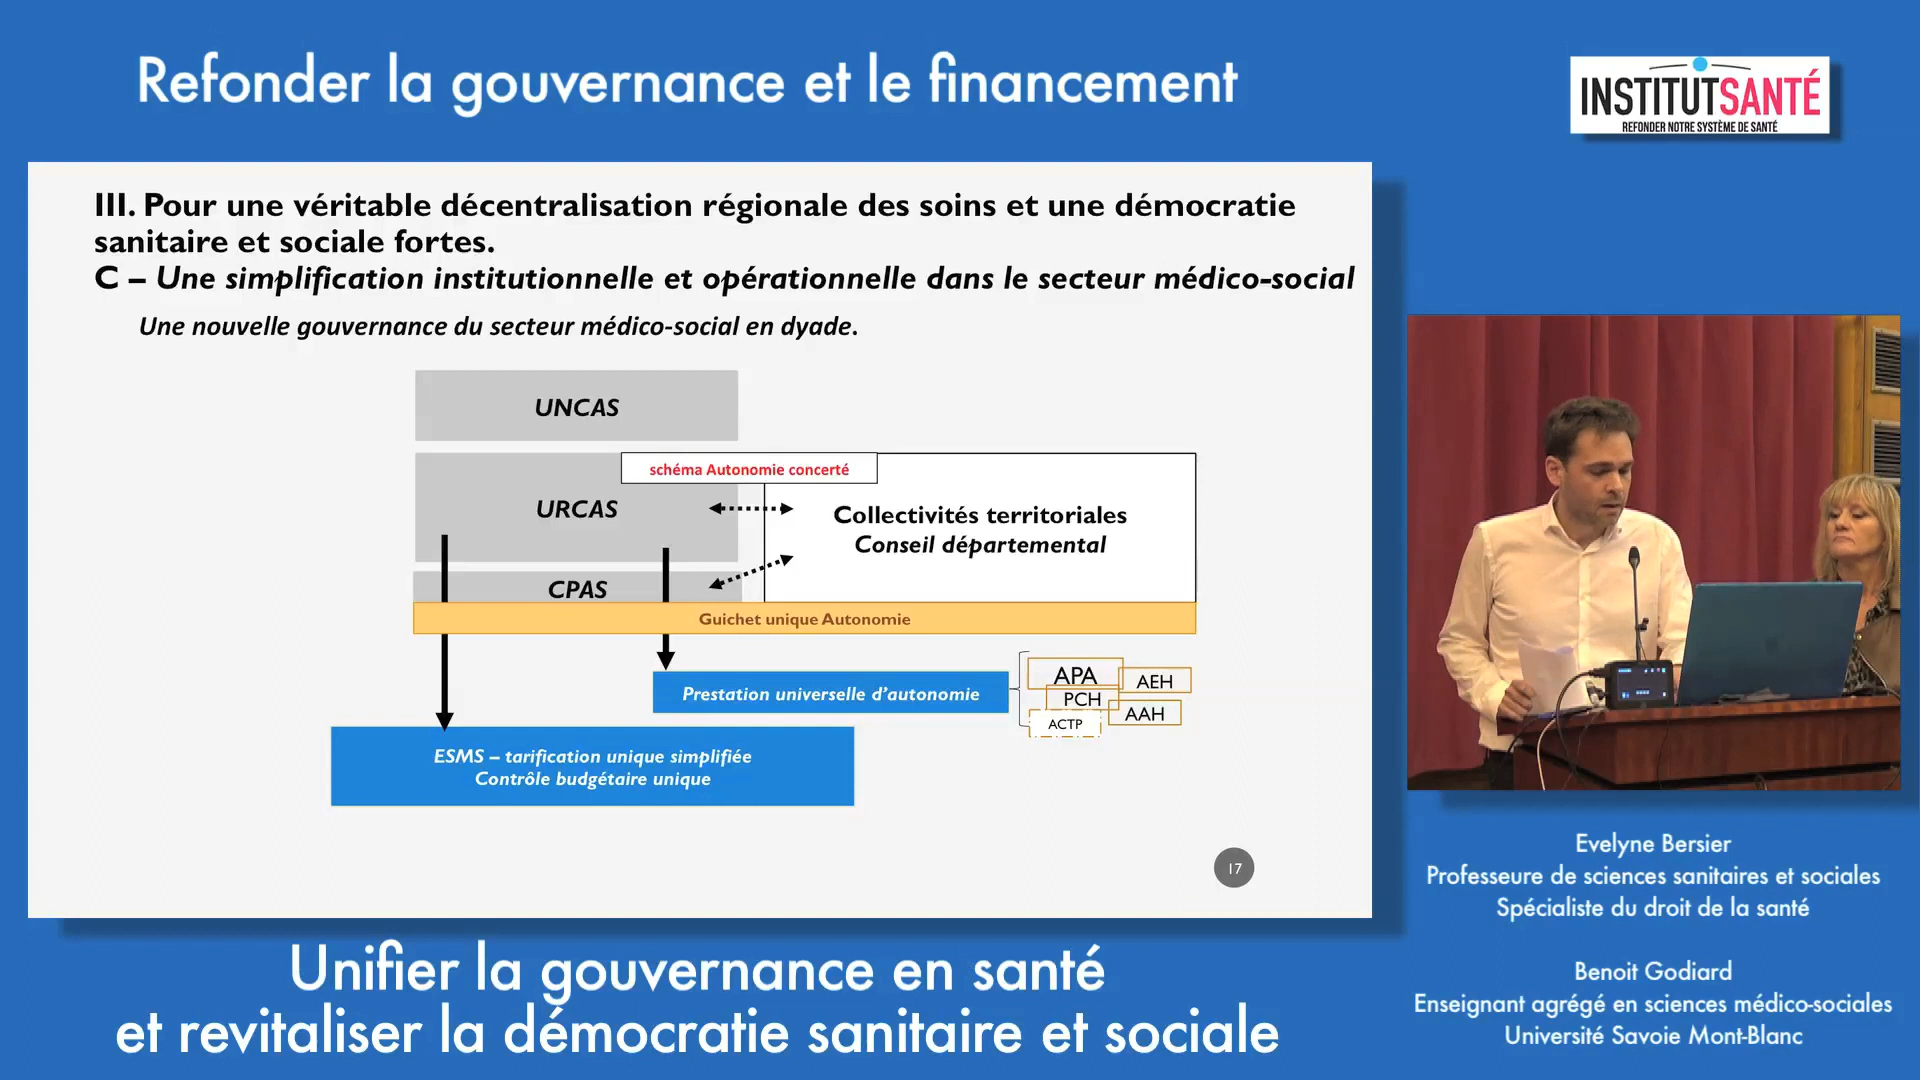 Refonder la gouvernance et le financement
INSTITUTSANTÉ
REFONDER NOTRE SYSTÈME DE SANTÉ
III. Pour une véritable décentralisation régionale des soins et une démocratie
sanitaire et sociale fortes.
C – Une simplification institutionnelle et opérationnelle dans le secteur médico-social
Une nouvelle gouvernance du secteur médico-social en dyade.
UNCAS
schéma Autonomie concerté
URCAS
Collectivités territoriales
Conseil départemental
CPAS
Guichet unique Autonomie
Prestation universelle d’autonomie
APA
AEH
PCH
AAH
ACTP
ESMS – tarification unique simplifiée
Contrôle budgétaire unique
17
Evelyne Bersier
Professeure de sciences sanitaires et sociales
Spécialiste du droit de la santé
Benoit Godiard
Enseignant agrégé en sciences médico-sociales
Université Savoie Mont-Blanc
Unifier la gouvernance en santé
et revitaliser la démocratie sanitaire et sociale